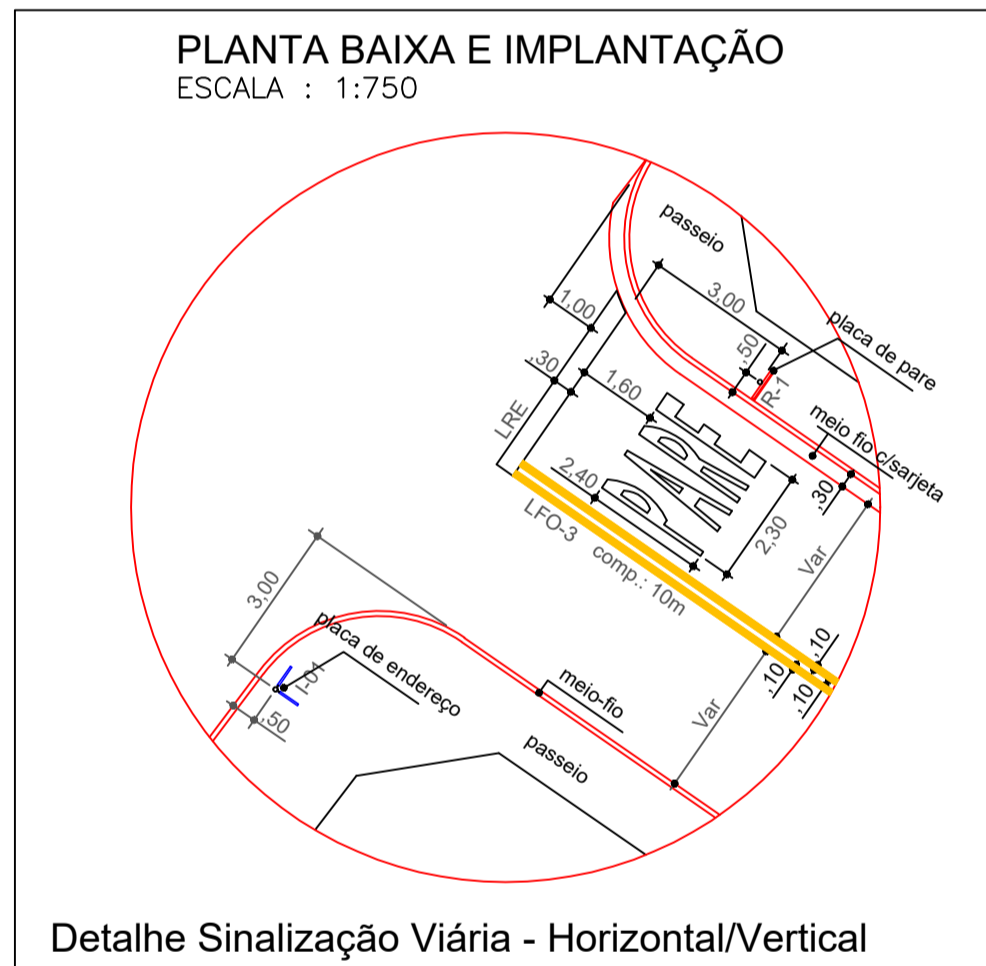 PLANTA BAIXA E IMPLANTAÇÃO
ESCALA : 1:750
passeio
1,00
3,00
placa de pare
,30
,50
1,60
R-1
LRE
PARE
meio fio c/sarjeta
2,40
,30
LFO-3 comp.: 10m
2,30
Var
3,00
placa de endereço
I-01
,50
meio-fio
,10
,10
,10
Var
passeio
Detalhe Sinalização Viária - Horizontal/Vertical